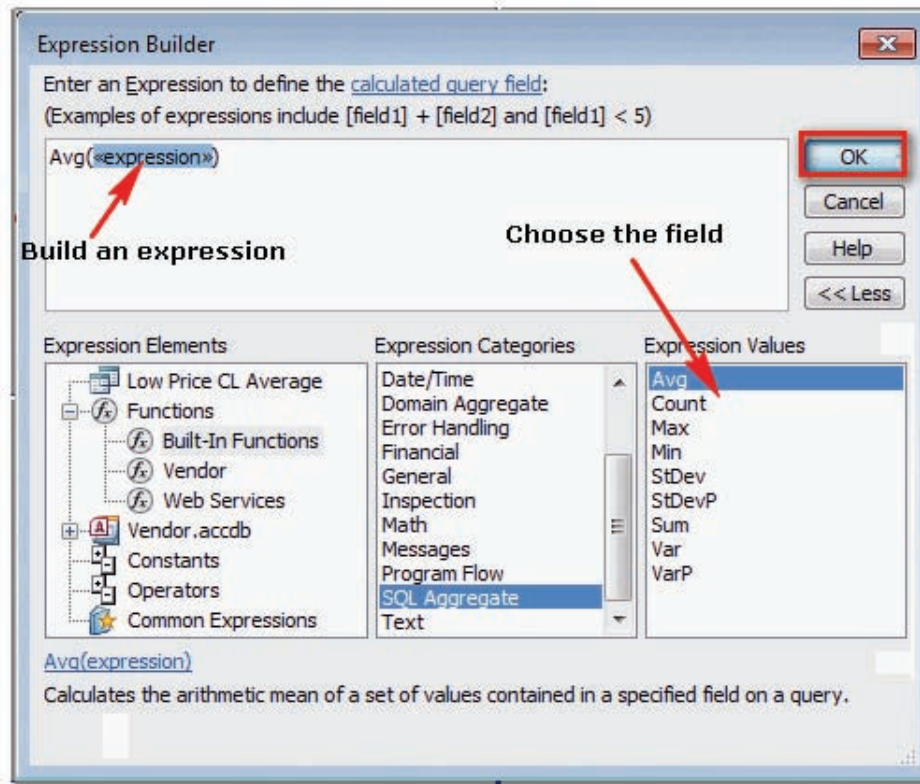 Expression Builder
Enter an Expression to define the calculated query field:
(Examples of expressions include [field1] + [field2] and [field1] < 5)
Avg(«expression»)
OK
Cancel
Help
<< Less
Build an expression
Choose the field
Expression Elements
Low Price CL Average
Functions
Built-In Functions
Vendor
Web Services
Vendor.accdb
Constants
Operators
Common Expressions
Expression Categories
Date/Time
Domain Aggregate
Error Handling
Financial
General
Inspection
Math
Messages
Program Flow
SQL Aggregate
Text
Expression Values
Avg
Count
Max
Min
StDev
StDevP
Sum
Var
VarP
Avg(expression)
Calculates the arithmetic mean of a set of values contained in a specified field on a query.